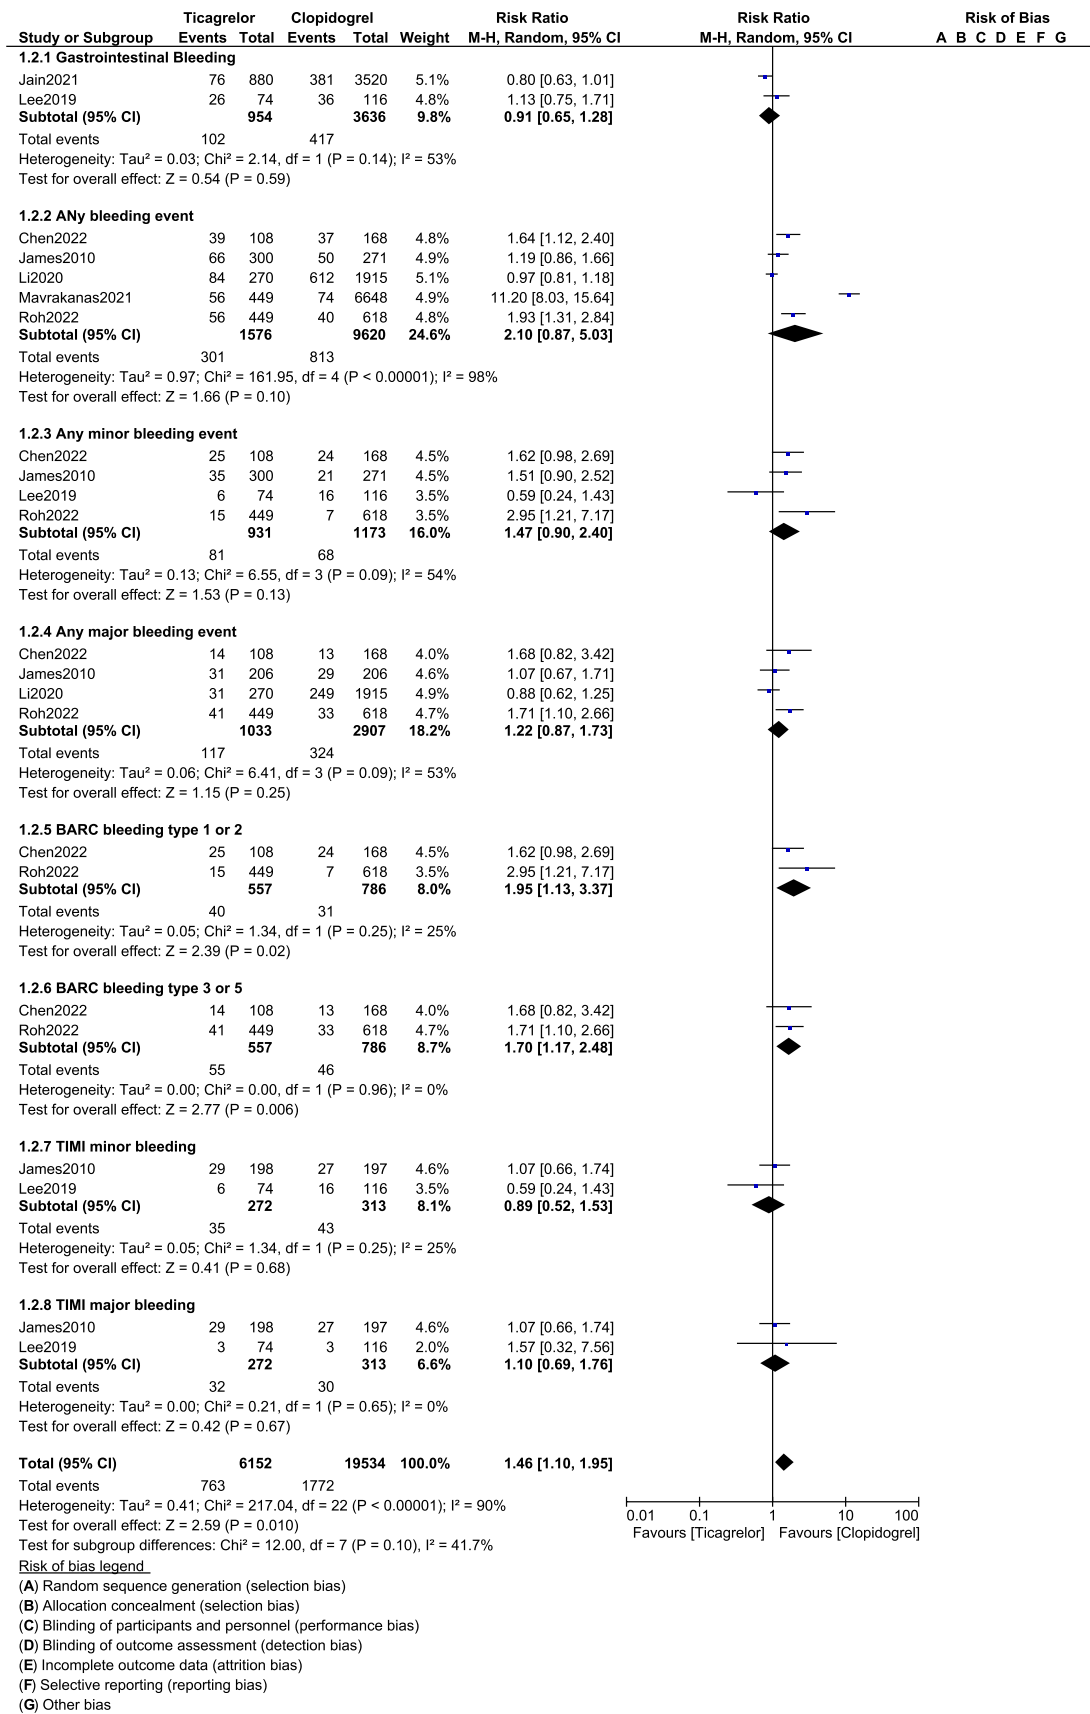 Ticagrelor Clopidogrel Risk Ratio Risk Ratio Risk of Bias
Study or Subgroup Events Total Events Total Weight M-H, Random, 95% CI M-H, Random, 95% CI A B C D E F G
1.2.1 Gastrointestinal Bleeding
Jain2021 76 880 381 3520 5.1% 0.80 [0.63, 1.01]
Lee2019 26 74 36 116 4.8% 1.13 [0.75, 1.71]
Subtotal (95% CI) 954 3636 9.8% 0.91 [0.65, 1.28]
Total events 102 417
Heterogeneity: Tau² = 0.03; Chi² = 2.14, df = 1 (P = 0.14); I² = 53%
Test for overall effect: Z = 0.54 (P = 0.59)
1.2.2 ANy bleeding event
Chen2022 39 108 37 168 4.8% 1.64 [1.12, 2.40]
James2010 66 300 50 271 4.8% 1.19 [0.86, 1.66]
Li2020 84 270 612 1915 5.1% 0.97 [0.81, 1.18]
Mavrakanas2021 56 449 74 6648 4.9% 11.20 [8.03, 15.64]
Roh2022 56 449 40 618 4.8% 1.93 [1.31, 2.84]
Subtotal (95% CI) 1576 9620 24.6% 2.10 [0.87, 5.03]
Total events 301 813
Heterogeneity: Tau² = 0.97; Chi² = 161.95, df = 4 (P < 0.00001); I² = 98%
Test for overall effect: Z = 1.66 (P = 0.10)
1.2.3 Any minor bleeding event
Chen2022 25 108 24 168 4.5% 1.62 [0.98, 2.69]
James2010 35 300 21 271 4.5% 1.51 [0.90, 2.52]
Lee2019 6 74 16 116 3.5% 0.59 [0.24, 1.43]
Roh2022 15 449 7 618 3.5% 2.95 [1.21, 7.17]
Subtotal (95% CI) 931 1173 16.0% 1.47 [0.90, 2.40]
Total events 81 68
Heterogeneity: Tau² = 0.13; Chi² = 6.55, df = 3 (P = 0.09); I² = 54%
Test for overall effect: Z = 1.53 (P = 0.13)
1.2.4 Any major bleeding event
Chen2022 14 108 13 168 4.0% 1.68 [0.82, 3.42]
James2010 31 206 29 206 4.6% 1.07 [0.67, 1.71]
Li2020 31 270 249 1915 4.9% 0.88 [0.62, 1.25]
Roh2022 41 449 33 618 4.7% 1.71 [1.10, 2.66]
Subtotal (95% CI) 1033 2907 18.2% 1.22 [0.87, 1.73]
Total events 117 324
Heterogeneity: Tau² = 0.06; Chi² = 6.41, df = 3 (P = 0.09); I² = 53%
Test for overall effect: Z = 1.15 (P = 0.25)
1.2.5 BARC bleeding type 1 or 2
Chen2022 25 108 24 168 4.5% 1.62 [0.98, 2.69]
Roh2022 15 449 7 618 3.5% 2.95 [1.21, 7.17]
Subtotal (95% CI) 557 786 8.0% 1.95 [1.13, 3.37]
Total events 40 31
Heterogeneity: Tau² = 0.05; Chi² = 1.34, df = 1 (P = 0.25); I² = 25%
Test for overall effect: Z = 2.39 (P = 0.02)
1.2.6 BARC bleeding type 3 or 5
Chen2022 14 108 13 168 4.0% 1.68 [0.82, 3.42]
Roh2022 41 449 33 618 4.7% 1.71 [1.10, 2.66]
Subtotal (95% CI) 557 786 8.7% 1.70 [1.17, 2.48]
Total events 55 46
Heterogeneity: Tau² = 0.00; Chi² = 0.00, df = 1 (P = 0.96); I² = 0%
Test for overall effect: Z = 2.77 (P = 0.006)
1.2.7 TIMI minor bleeding
James2010 29 198 27 197 4.6% 1.07 [0.66, 1.74]
Lee2019 6 74 16 116 3.5% 0.59 [0.24, 1.43]
Subtotal (95% CI) 272 313 8.1% 0.89 [0.52, 1.53]
Total events 35 43
Heterogeneity: Tau² = 0.05; Chi² = 1.34, df = 1 (P = 0.25); I² = 25%
Test for overall effect: Z = 0.41 (P = 0.68)
1.2.8 TIMI major bleeding
James2010 29 198 27 197 4.6% 1.07 [0.66, 1.74]
Lee2019 3 74 3 116 2.0% 1.57 [0.32, 7.56]
Subtotal (95% CI) 272 313 6.6% 1.10 [0.69, 1.76]
Total events 32 30
Heterogeneity: Tau² = 0.00; Chi² = 0.21, df = 1 (P = 0.65); I² = 0%
Test for overall effect: Z = 0.42 (P = 0.67)
Total (95% CI) 6152 19534 100.0% 1.46 [1.10, 1.95]
Total events 763 1772
Heterogeneity: Tau² = 0.41; Chi² = 217.04, df = 22 (P < 0.00001); I² = 90%
Test for overall effect: Z = 2.59 (P = 0.010)
Test for subgroup differences: Chi² = 12.00, df = 7 (P = 0.10), I² = 41.7%
0.01 0.1 1 10 100
Favours [Ticagrelor] Favours [Clopidogrel]
Risk of bias legend
(A) Random sequence generation (selection bias)
(B) Allocation concealment (selection bias)
(C) Blinding of participants and personnel (performance bias)
(D) Blinding of outcome assessment (detection bias)
(E) Incomplete outcome data (attrition bias)
(F) Selective reporting (reporting bias)
(G) Other bias